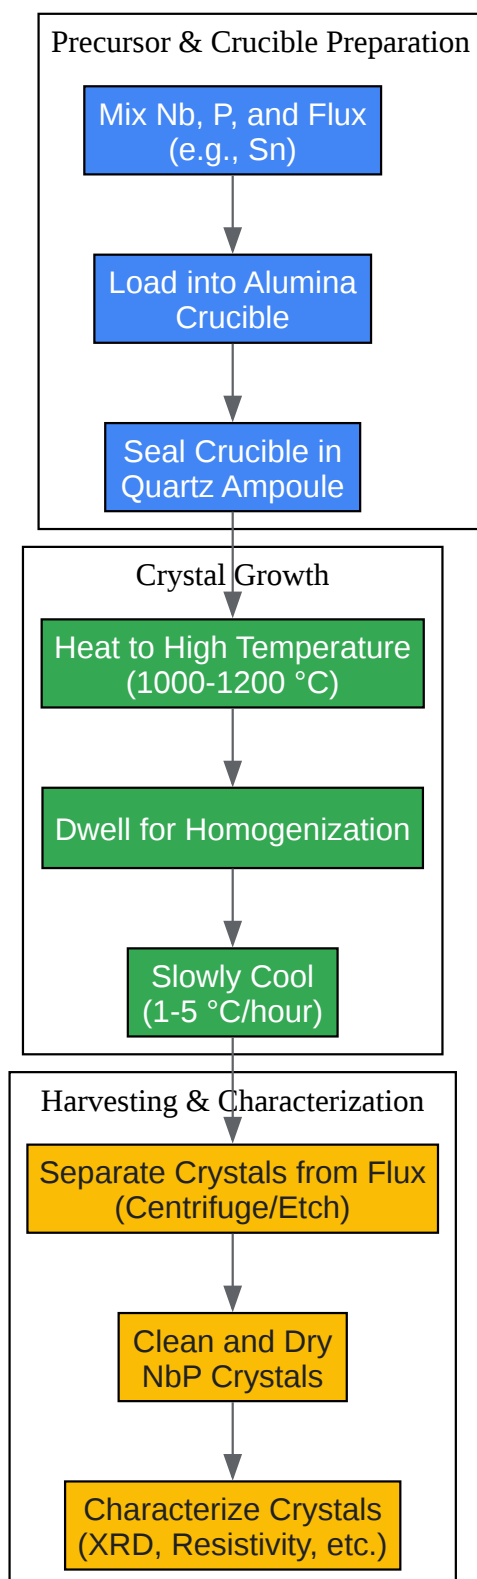 Precursor & Crucible Preparation
Mix Nb, P, and Flux
(e.g., Sn)
Load into Alumina
Crucible
Seal Crucible in
Quartz Ampoule
Crystal Growth
Heat to High Temperature
(1000-1200 °C)
Dwell for Homogenization
Slowly Cool
(1-5 °C/hour)
Harvesting & Characterization
Separate Crystals from Flux
(Centrifuge/Etch)
Clean and Dry
NbP Crystals
Characterize Crystals
(XRD, Resistivity, etc.)